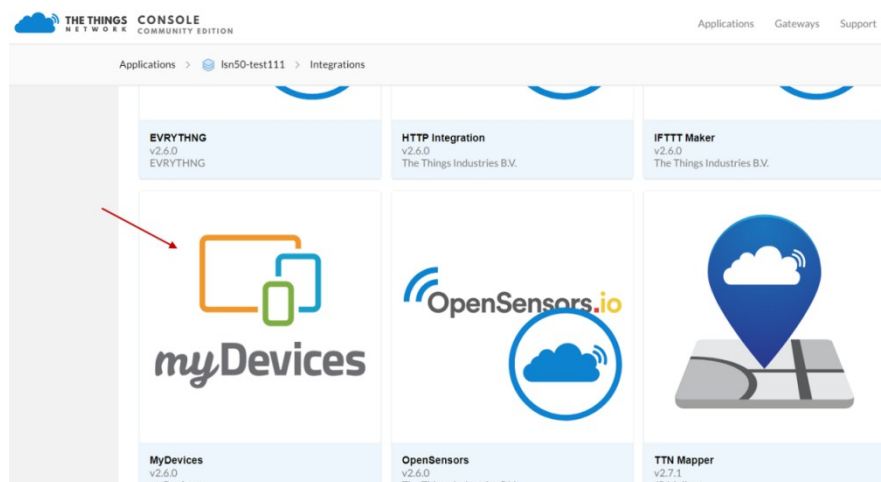 THE THINGS CONSOLE
NETWORK COMMUNITY EDITION
Applications Gateways Support
Applications > lsn50-test111 > Integrations
EVRYTHNG
v2.6.0
EVRYTHNG
HTTP Integration
v2.6.0
The Things Industries B.V.
IFTTT Maker
v2.6.0
The Things Industries B.V.
myDevices
OpenSensors.io
MyDevices
v2.6.0
OpenSensors
v2.6.0
TTN Mapper
v2.7.1